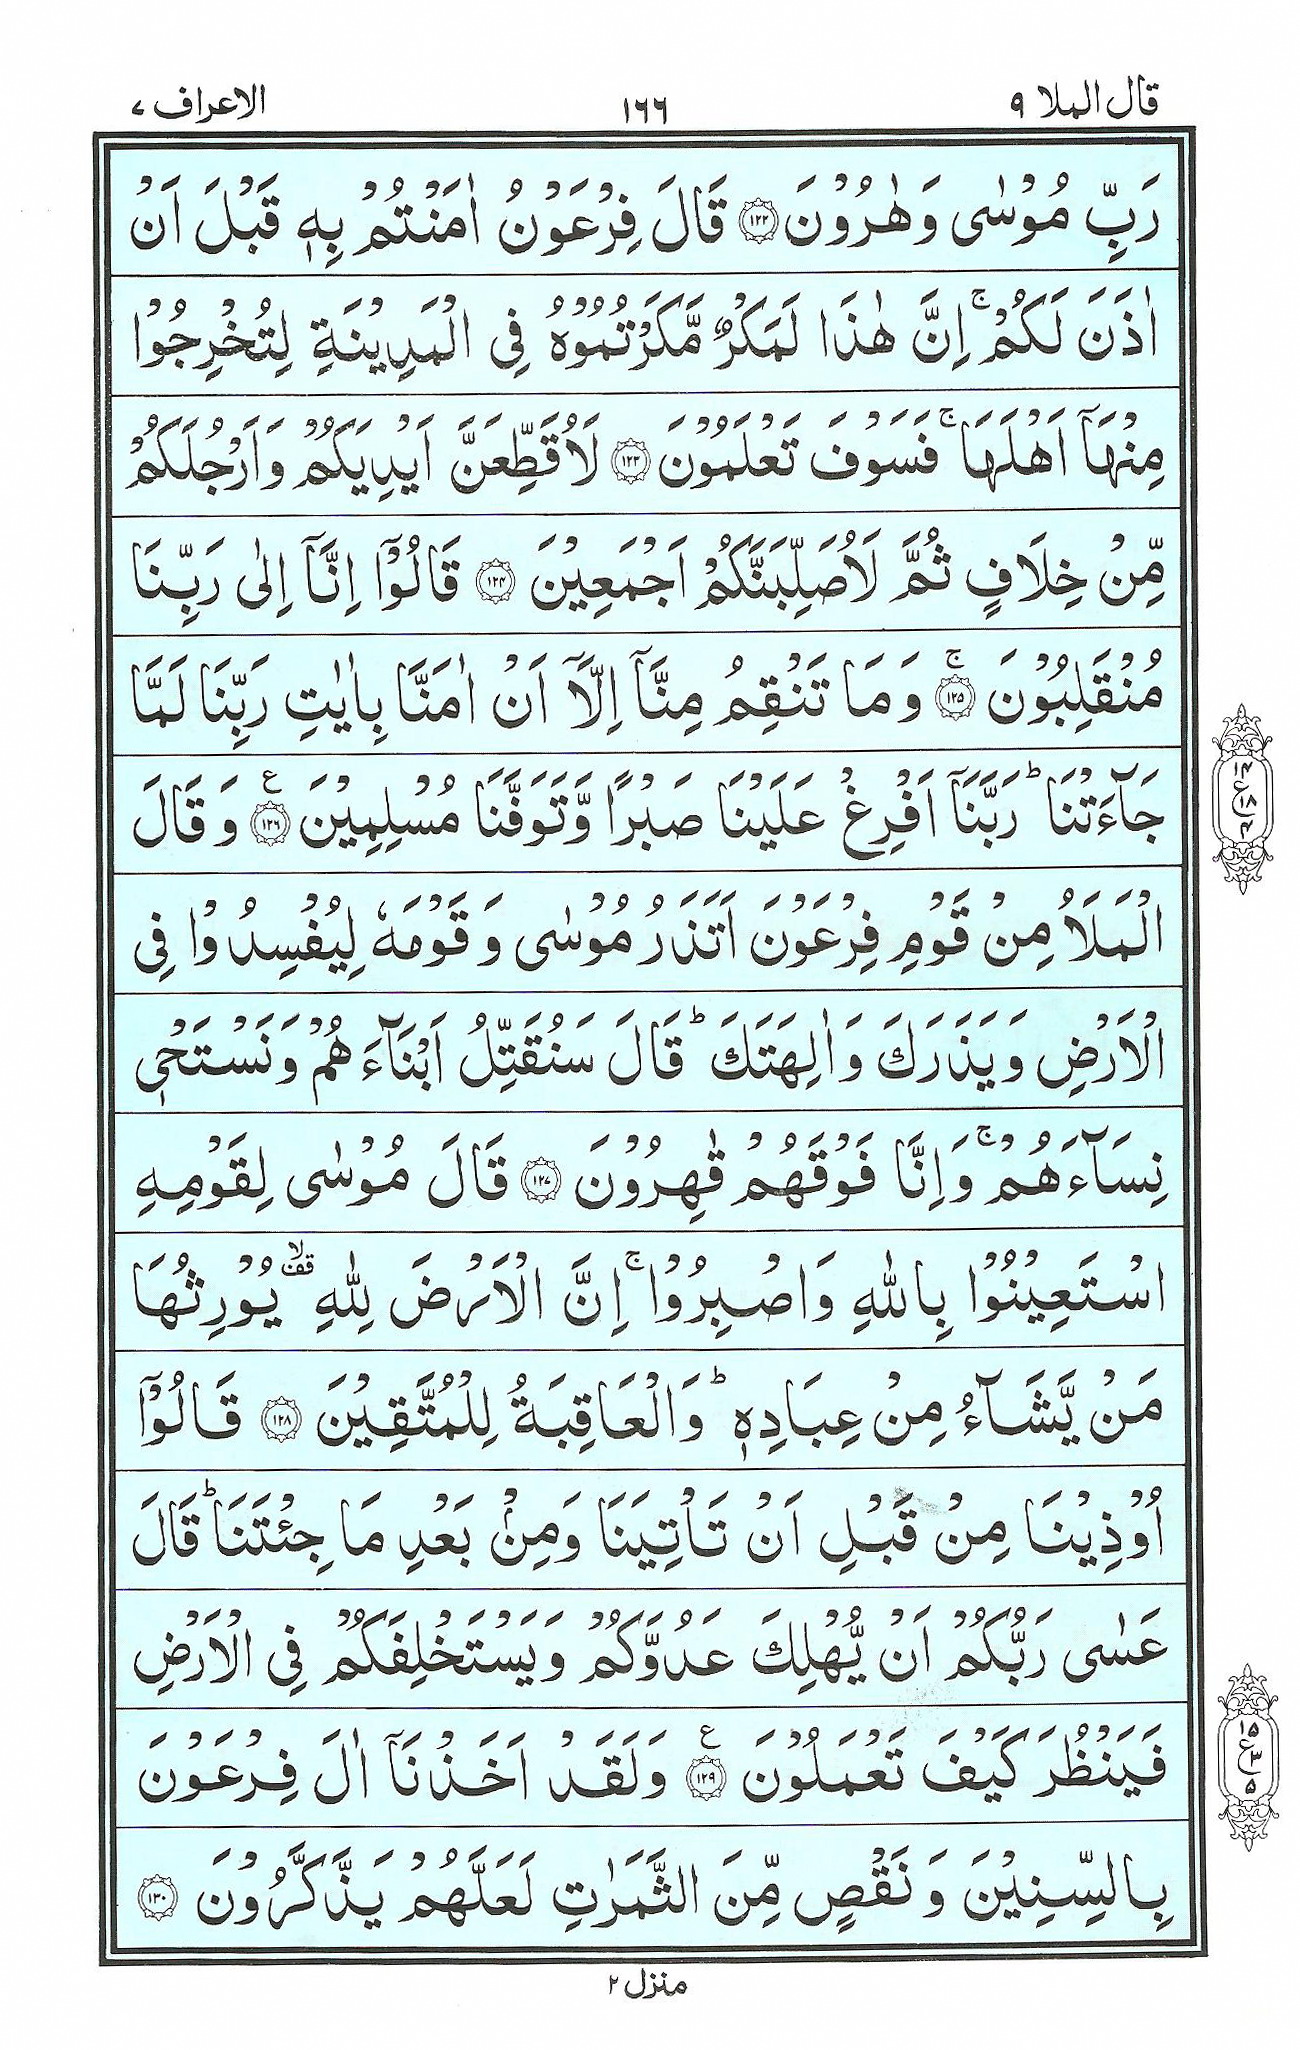 قال الملا ٩
١٦٦
الاعراف ٧
رَبِّ مُوْسٰى وَهٰرُوْنَ ۝١٢٢ قَالَ فِرْعَوْنُ اٰمَنْتُمْ بِهٖ قَبْلَ اَنْ
اٰذَنَ لَكُمْ ۚ اِنَّ هٰذَا لَمَكْرٌ مَّكَرْتُمُوْهُ فِى الْمَدِيْنَةِ لِتُخْرِجُوْا
مِنْهَاۤ اَهْلَهَا ۚ فَسَوْفَ تَعْلَمُوْنَ ۝١٢٣ لَاُقَطِّعَنَّ اَيْدِيَكُمْ وَاَرْجُلَكُمْ
مِّنْ خِلَافٍ ثُمَّ لَاُصَلِّبَنَّكُمْ اَجْمَعِيْنَ ۝١٢٤ قَالُوْۤا اِنَّاۤ اِلٰى رَبِّنَا
مُنْقَلِبُوْنَ ۝١٢٥ۚ وَمَا تَنْقِمُ مِنَّاۤ اِلَّاۤ اَنْ اٰمَنَّا بِاٰيٰتِ رَبِّنَا لَمَّا
جَآءَتْنَا ؕ رَبَّنَاۤ اَفْرِغْ عَلَيْنَا صَبْرًا وَّتَوَفَّنَا مُسْلِمِيْنَ ۝١٢٦ ع وَقَالَ
الْمَلَاُ مِنْ قَوْمِ فِرْعَوْنَ اَتَذَرُ مُوْسٰى وَقَوْمَهٗ لِيُفْسِدُوْا فِى
الْاَرْضِ وَيَذَرَكَ وَاٰلِهَتَكَ ؕ قَالَ سَنُقَتِّلُ اَبْنَآءَهُمْ وَنَسْتَحْىٖ
نِسَآءَهُمْ ۚ وَاِنَّا فَوْقَهُمْ قٰهِرُوْنَ ۝١٢٧ قَالَ مُوْسٰى لِقَوْمِهِ
اسْتَعِيْنُوْا بِاللّٰهِ وَاصْبِرُوْا ۚ اِنَّ الْاَرْضَ لِلّٰهِ ۙقف يُوْرِثُهَا
مَنْ يَّشَآءُ مِنْ عِبَادِهٖ ؕ وَالْعَاقِبَةُ لِلْمُتَّقِيْنَ ۝١٢٨ قَالُوْۤا
اُوْذِيْنَا مِنْ قَبْلِ اَنْ تَاْتِيَنَا وَمِنْۢ بَعْدِ مَا جِئْتَنَا ؕ قَالَ
عَسٰى رَبُّكُمْ اَنْ يُّهْلِكَ عَدُوَّكُمْ وَيَسْتَخْلِفَكُمْ فِى الْاَرْضِ
فَيَنْظُرَ كَيْفَ تَعْمَلُوْنَ ۝١٢٩ ع وَلَقَدْ اَخَذْنَاۤ اٰلَ فِرْعَوْنَ
بِالسِّنِيْنَ وَنَقْصٍ مِّنَ الثَّمَرٰتِ لَعَلَّهُمْ يَذَّكَّرُوْنَ ۝١٣٠
١٤
ع ١٨
٤
١٥
ع ٣
٥
منزل ٢